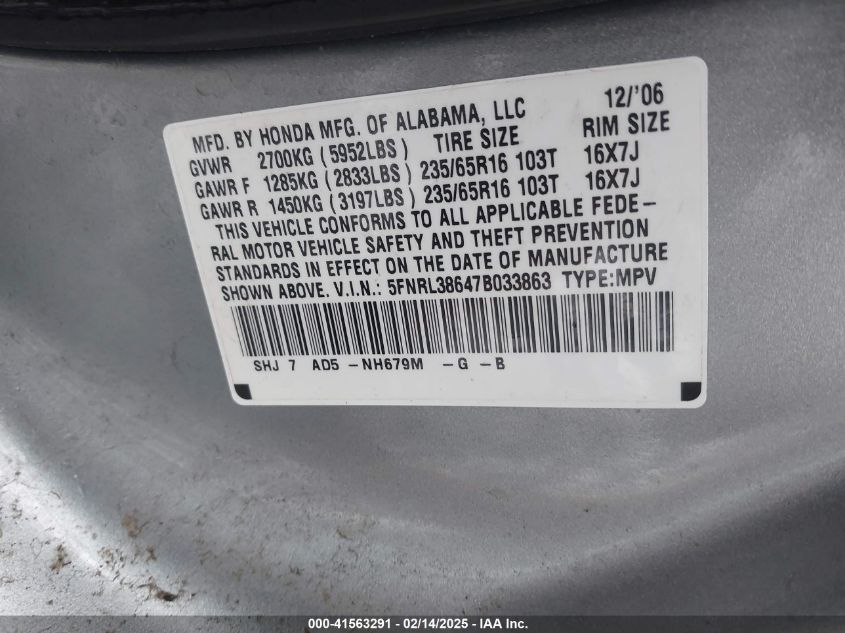 MFD. BY HONDA MFG. OF ALABAMA, LLC 12/'06
GVWR 2700KG ( 5952LBS ) TIRE SIZE RIM SIZE
GAWR F 1285KG ( 2833LBS ) 235/65R16 103T 16X7J
GAWR R 1450KG ( 3197LBS ) 235/65R16 103T 16X7J
THIS VEHICLE CONFORMS TO ALL APPLICABLE FEDE-
RAL MOTOR VEHICLE SAFETY AND THEFT PREVENTION
STANDARDS IN EFFECT ON THE DATE OF MANUFACTURE
SHOWN ABOVE. V.I.N.: 5FNRL38647B033863 TYPE:MPV
SHJ 7 AD5 -NH679M -G -B
000-41563291 - 02/14/2025 - IAA Inc.